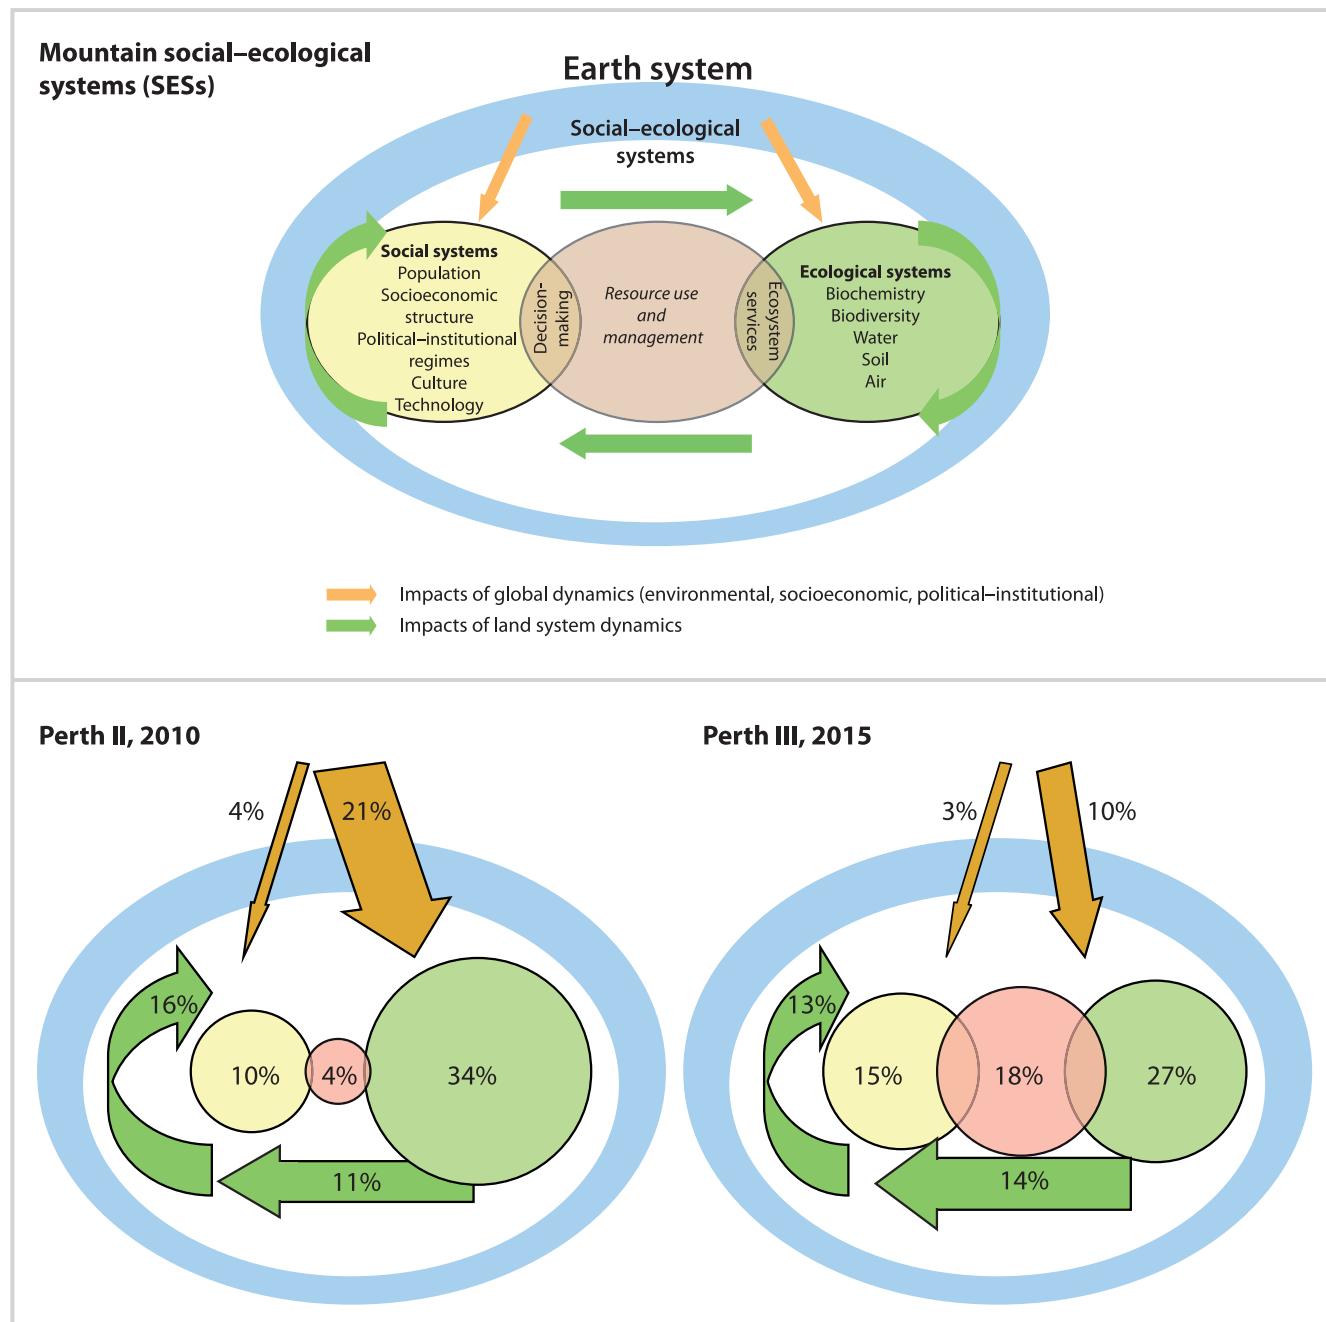 Mountain social–ecological
systems (SESs)
Earth system
Social–ecological
systems
Social systems
Population
Socioeconomic
structure
Political–institutional
regimes
Culture
Technology
Decision-
making
Resource use
and
management
Ecosystem
services
Ecological systems
Biochemistry
Biodiversity
Water
Soil
Air
Impacts of global dynamics (environmental, socioeconomic, political–institutional)
Impacts of land system dynamics
Perth II, 2010
4%
21%
16%
10%
4%
34%
11%
Perth III, 2015
3%
10%
13%
15%
18%
27%
14%